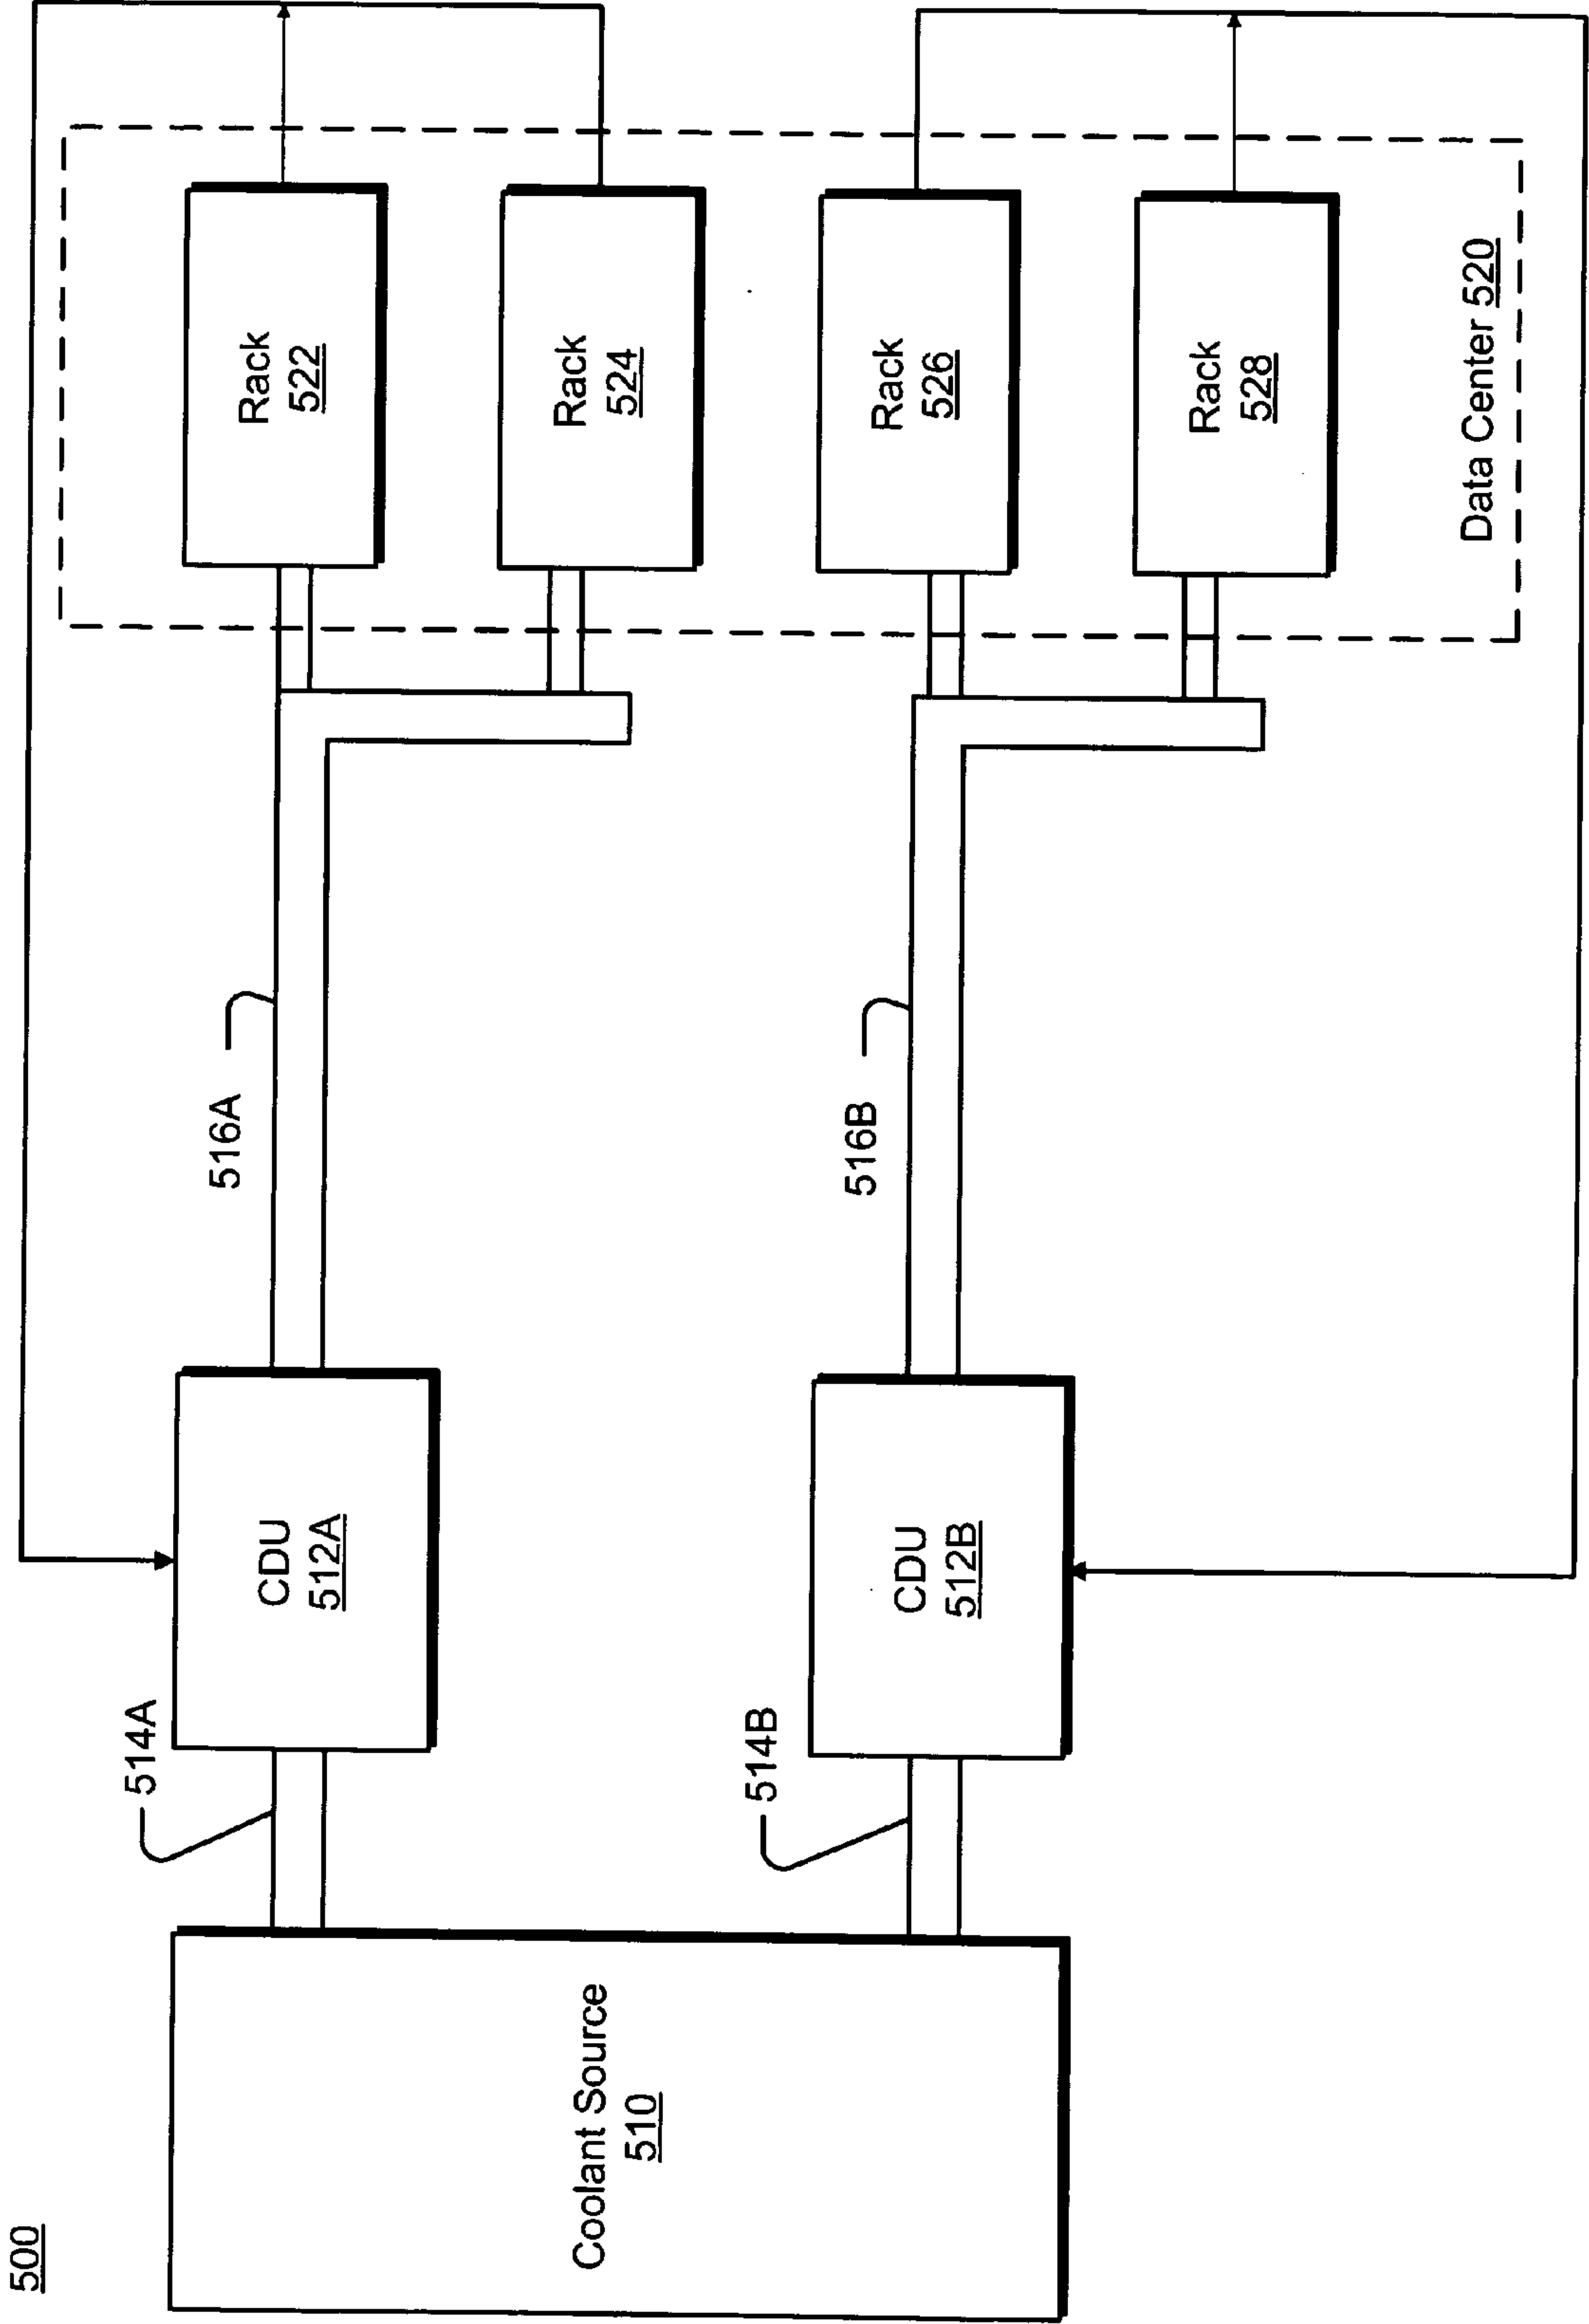 500
Coolant Source
510
514A
514B
CDU
512A
CDU
512B
516A
516B
Rack
522
Rack
524
Rack
526
Rack
528
Data Center 520